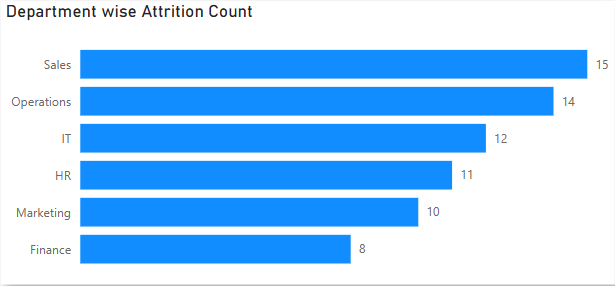 Department wise Attrition Count
Sales 15
Operations 14
IT 12
HR 11
Marketing 10
Finance 8